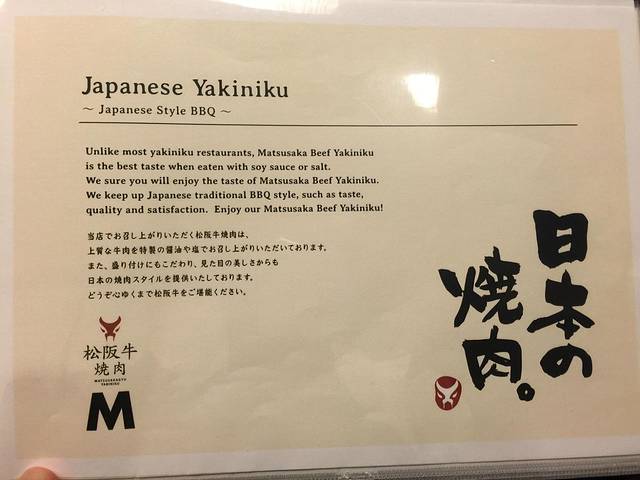 Japanese Yakiniku
~ Japanese Style BBQ ~
Unlike most yakiniku restaurants, Matsusaka Beef Yakiniku
is the best taste when eaten with soy sauce or salt.
We sure you will enjoy the taste of Matsusaka Beef Yakiniku.
We keep up Japanese traditional BBQ style, such as taste,
quality and satisfaction. Enjoy our Matsusaka Beef Yakiniku!
当店でお召し上がりいただく松阪牛焼肉は、
上質な牛肉を特製の醤油や塩でお召し上がりいただいております。
また、盛り付けにもこだわり、見た目の美しさからも
日本の焼肉スタイルを提供いたしております。
どうぞ心ゆくまで松阪牛をご堪能ください。
日本の
焼肉。
松阪牛
焼肉
MATSUSAKAGYU
YAKINIKU
M